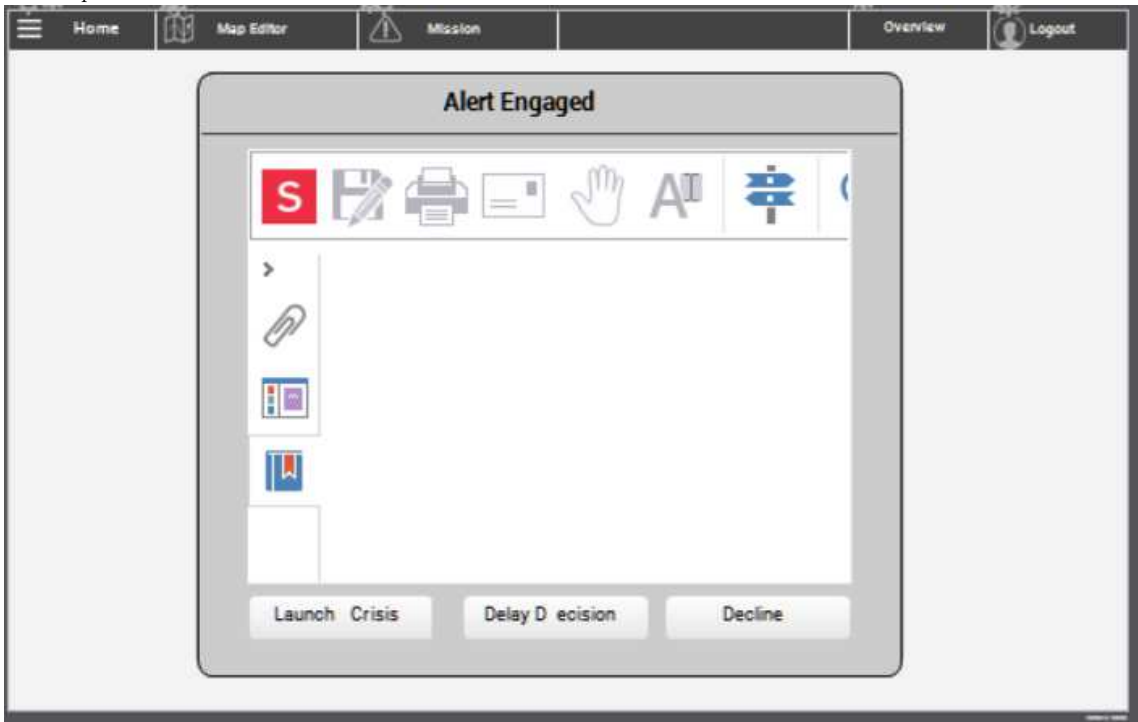 Home Map Editor Mission Overview Logout
Alert Engaged
S A
Launch Crisis Delay D ecision Decline